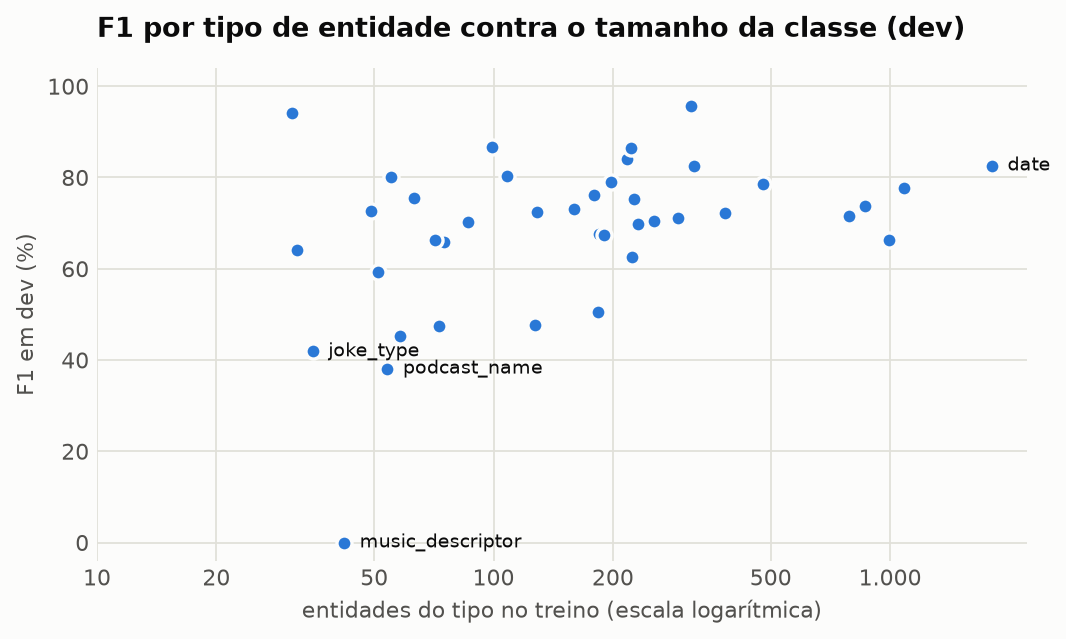 F1 por tipo de entidade contra o tamanho da classe (dev)
F1 em dev (%)
100
80
60
40
20
0
date
joke_type
podcast_name
music_descriptor
10 20 50 100 200 500 1.000
entidades do tipo no treino (escala logarítmica)